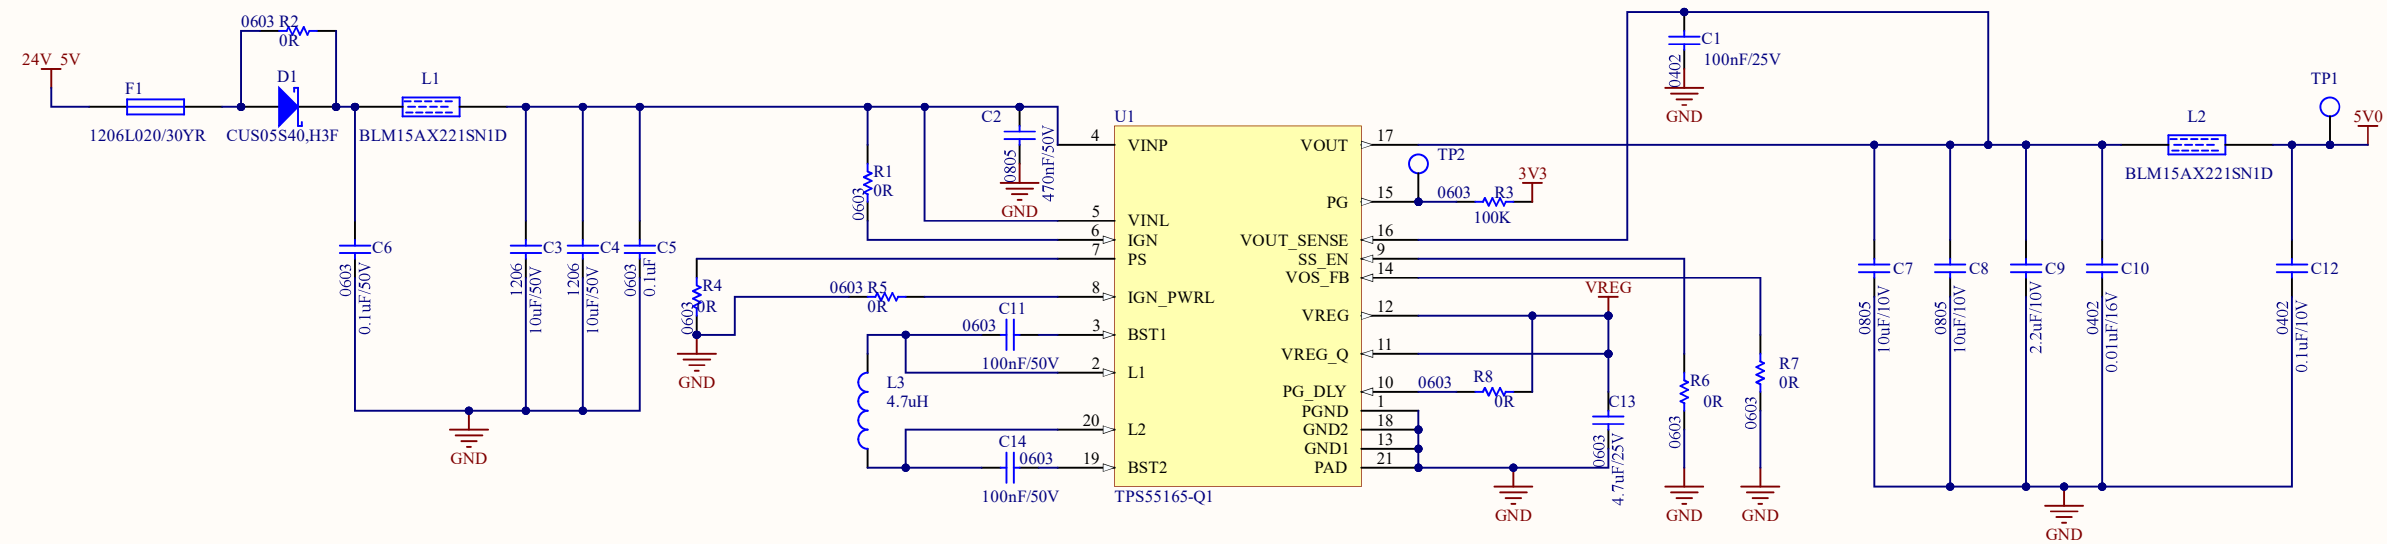 24V_5V
F1
1206L020/30YR
0603 R2
0R
D1
CUS05S40,H3F
L1
BLM15AX221SN1D
C6
0603
0.1uF/50V
C3
1206
10uF/50V
C4
1206
10uF/50V
C5
0603
0.1uF
GND
R1
0R
0603
C2
0805
470nF/50V
GND
R4
0R
0603
GND
0603 R5
0R
C11
0603
100nF/50V
L3
4.7uH
C14
0603
100nF/50V
U1
4 VINP
5 VINL
6 IGN
7 PS
8 IGN_PWRL
3 BST1
2 L1
20 L2
19 BST2
VOUT 17
PG 15
VOUT_SENSE 16
SS_EN 9
VOS_FB 14
VREG 12
VREG_Q 11
PG_DLY 10
PGND 1
GND2 18
GND1 13
PAD 21
TPS55165-Q1
TP2
0603 R3
100K
3V3
C1
100nF/25V
0402
GND
VREG
0603 R8
0R
C13
0603
4.7uF/25V
GND
R6
0R
0603
GND
R7
0R
0603
GND
C7
0805
10uF/10V
C8
0805
10uF/10V
C9
2.2uF/10V
C10
0402
0.01uF/16V
GND
L2
BLM15AX221SN1D
C12
0402
0.1uF/10V
TP1
5V0